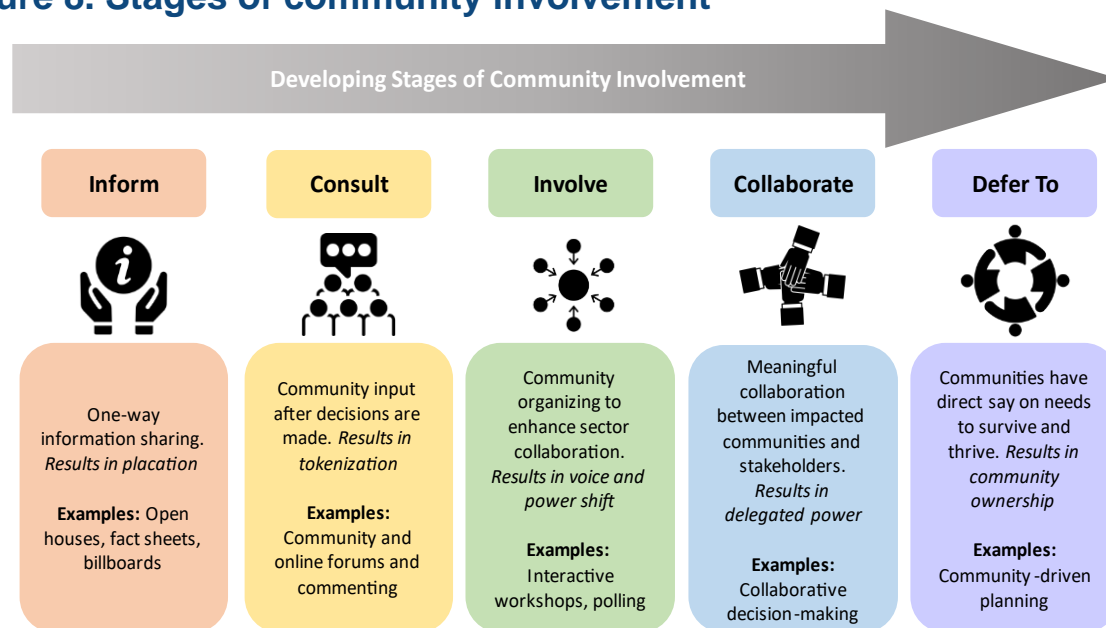 Stages of community involvement
Developing Stages of Community Involvement
Inform
Consult
Involve
Collaborate
Defer To
One-way
information sharing.
Results in placation
Examples: Open
houses, fact sheets,
billboards
Community input
after decisions are
made. Results in
tokenization
Examples:
Community and
online forums and
commenting
Community
organizing to
enhance sector
collaboration.
Results in voice and
power shift
Examples:
Interactive
workshops, polling
Meaningful
collaboration
between impacted
communities and
stakeholders.
Results in
delegated power
Examples:
Collaborative
decision-making
Communities have
direct say on needs
to survive and
thrive. Results in
community
ownership
Examples:
Community-driven
planning